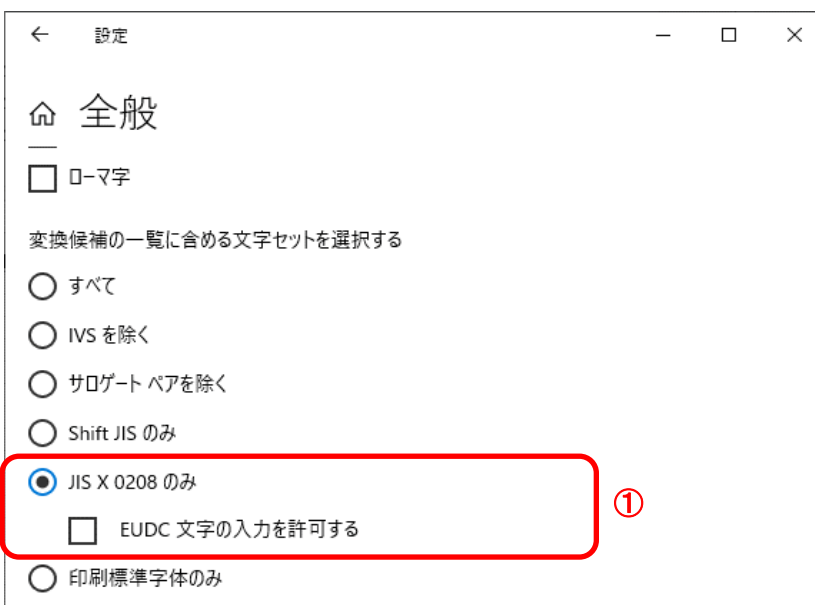 設定
全般
ローマ字
変換候補の一覧に含める文字セットを選択する
すべて
IVS を除く
サロゲート ペアを除く
Shift JIS のみ
JIS X 0208 のみ
①
EUDC 文字の入力を許可する
印刷標準字体のみ